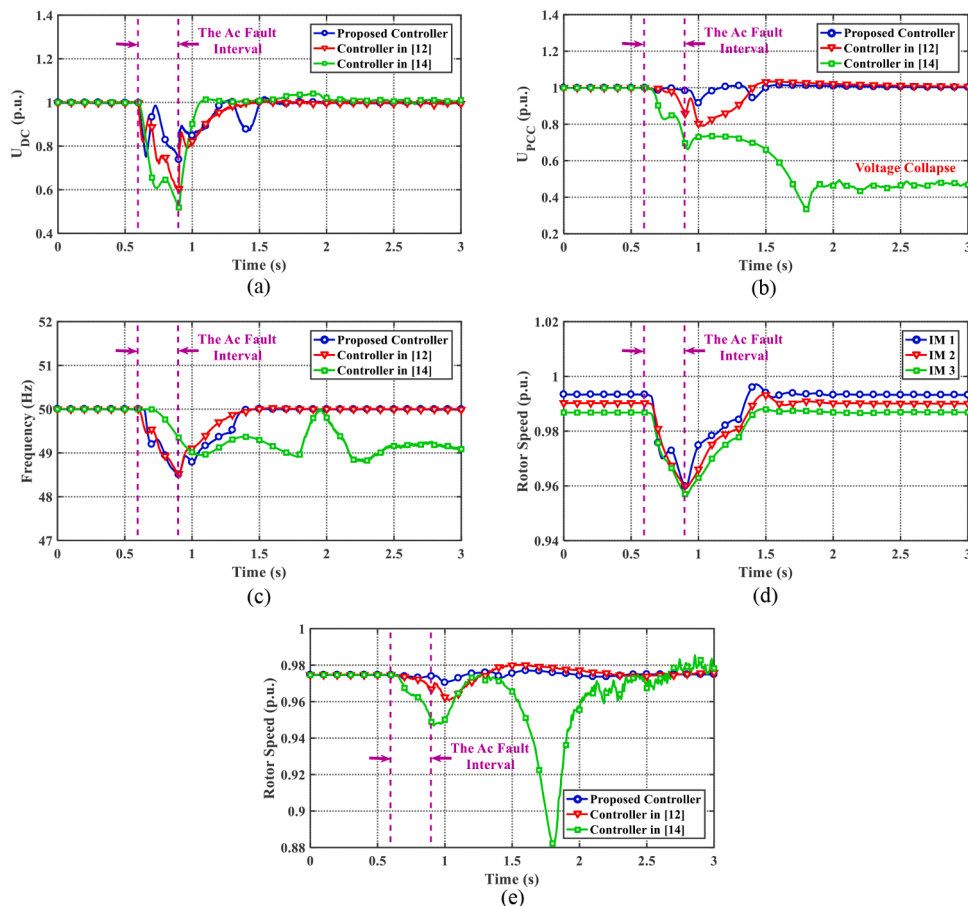 The Ac Fault
Interval
Proposed Controller
Controller in [12]
Controller in [14]
U_DC (p.u.)
1.4
1.2
1
0.8
0.6
0.4
0
0.5
1
1.5
2
2.5
3
Time (s)
(a)
The Ac Fault
Interval
Proposed Controller
Controller in [12]
Controller in [14]
Voltage Collapse
U_PCC (p.u.)
1.4
1.2
1
0.8
0.6
0.4
0.2
0
0.5
1
1.5
2
2.5
3
Time (s)
(b)
The Ac Fault
Interval
Proposed Controller
Controller in [12]
Controller in [14]
Frequency (Hz)
52
51
50
49
48
47
0
0.5
1
1.5
2
2.5
3
Time (s)
(c)
The Ac Fault
Interval
IM 1
IM 2
IM 3
Rotor Speed (p.u.)
1.02
1
0.98
0.96
0.94
0
0.5
1
1.5
2
2.5
3
Time (s)
(d)
The Ac Fault
Interval
Proposed Controller
Controller in [12]
Controller in [14]
Rotor Speed (p.u.)
1
0.98
0.96
0.94
0.92
0.9
0.88
0
0.5
1
1.5
2
2.5
3
Time (s)
(e)